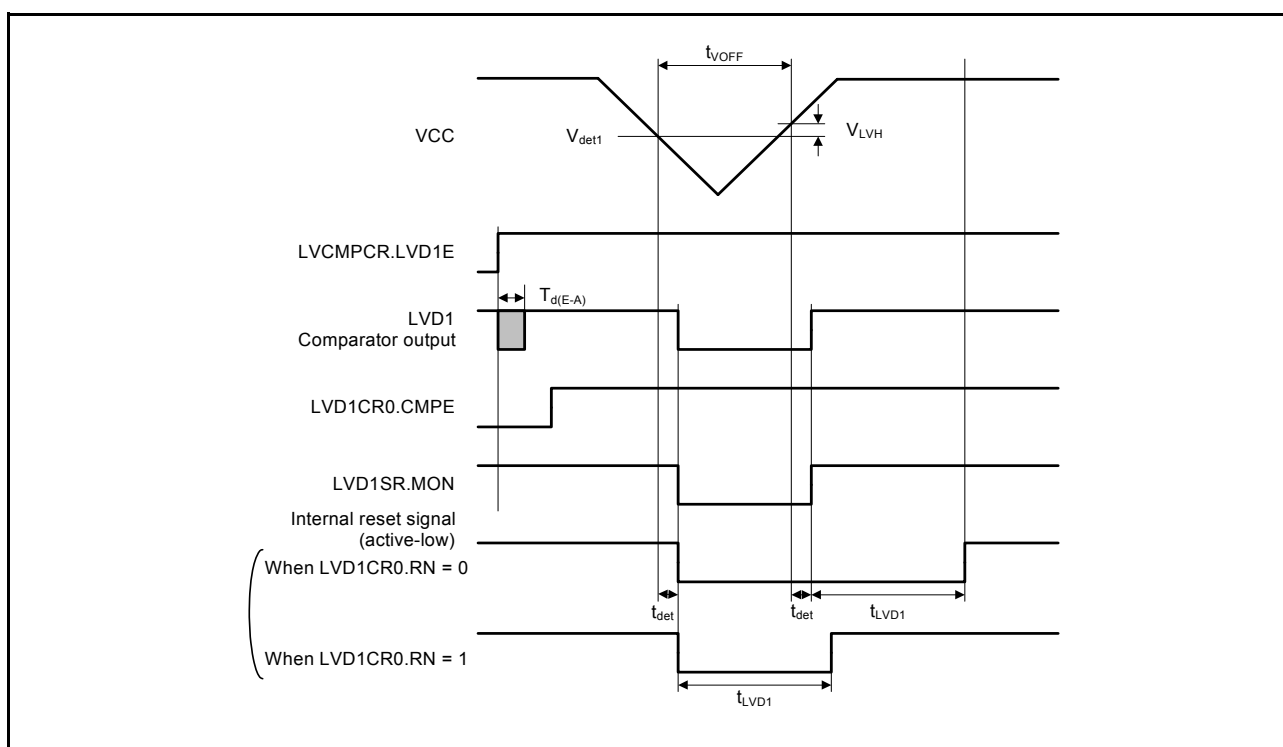 tVOFF
VCC
Vdet1
VLVH
LVCMPCR.LVD1E
Td(E-A)
LVD1
Comparator output
LVD1CR0.CMPE
LVD1SR.MON
Internal reset signal
(active-low)
When LVD1CR0.RN = 0
tdet
tdet
tLVD1
When LVD1CR0.RN = 1
tLVD1